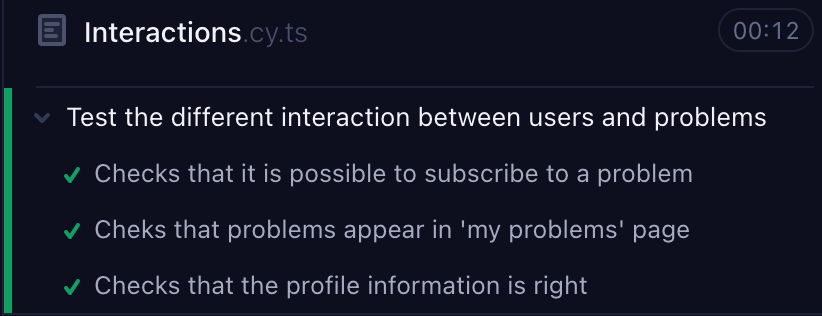 Interactions.cy.ts
00:12
Test the different interaction between users and problems
Checks that it is possible to subscribe to a problem
Cheks that problems appear in 'my problems' page
Checks that the profile information is right